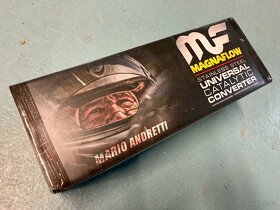 MF
MAGNAFLOW
STAINLESS STEEL
UNIVERSAL
CATALYTIC
CONVERTER
MARIO ANDRETTI